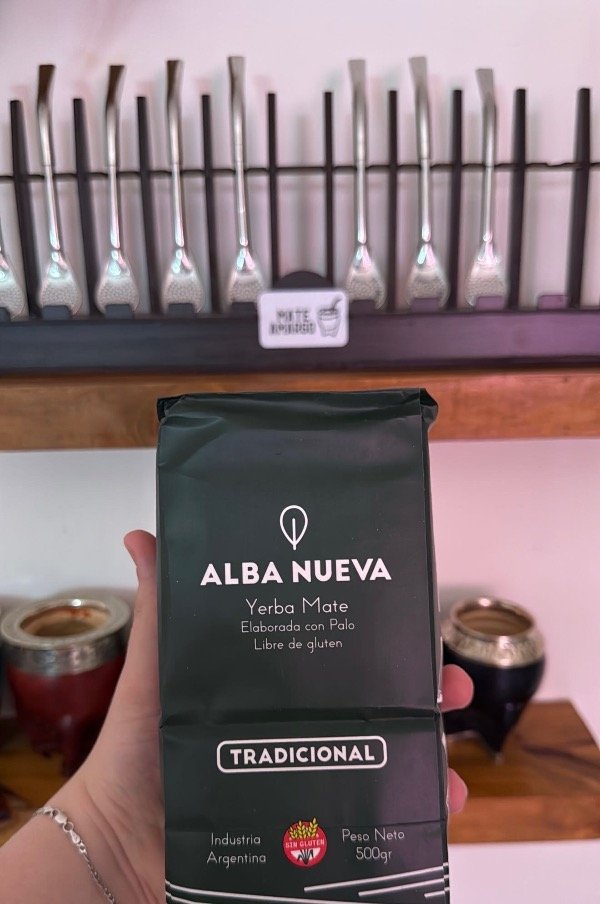 MATE
AMARGO
ALBA NUEVA
Yerba Mate
Elaborada con Palo
Libre de gluten
TRADICIONAL
Industria
Argentina
SIN GLUTEN
Peso Neto
500gr